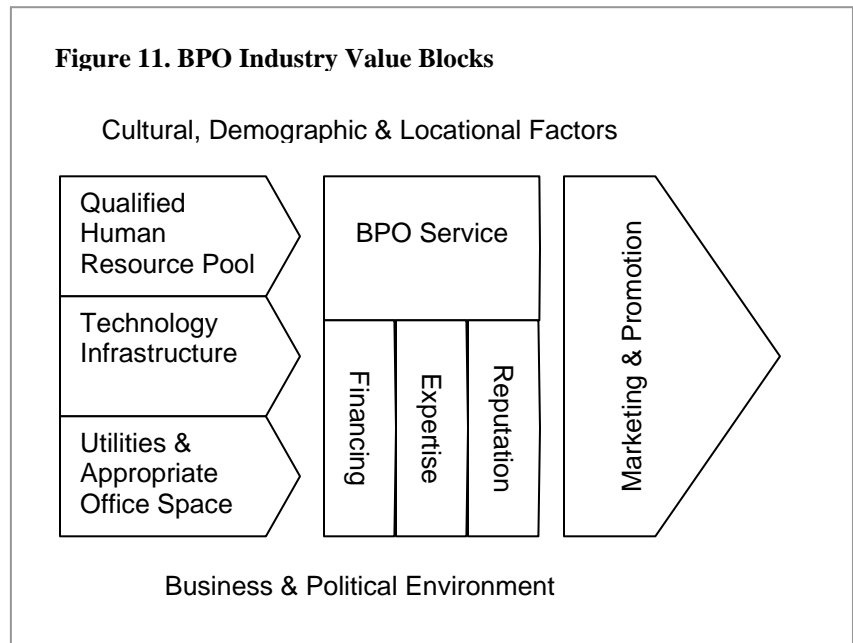 Figure 11. BPO Industry Value Blocks
Cultural, Demographic & Locational Factors
Qualified
Human
Resource Pool
Technology
Infrastructure
Utilities &
Appropriate
Office Space
BPO Service
Financing
Expertise
Reputation
Marketing & Promotion
Business & Political Environment